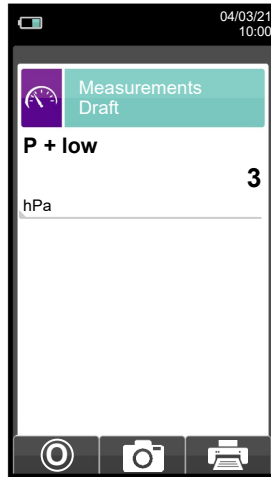 04/03/21
10:00
Measurements
Draft
P + low
3
hPa
O